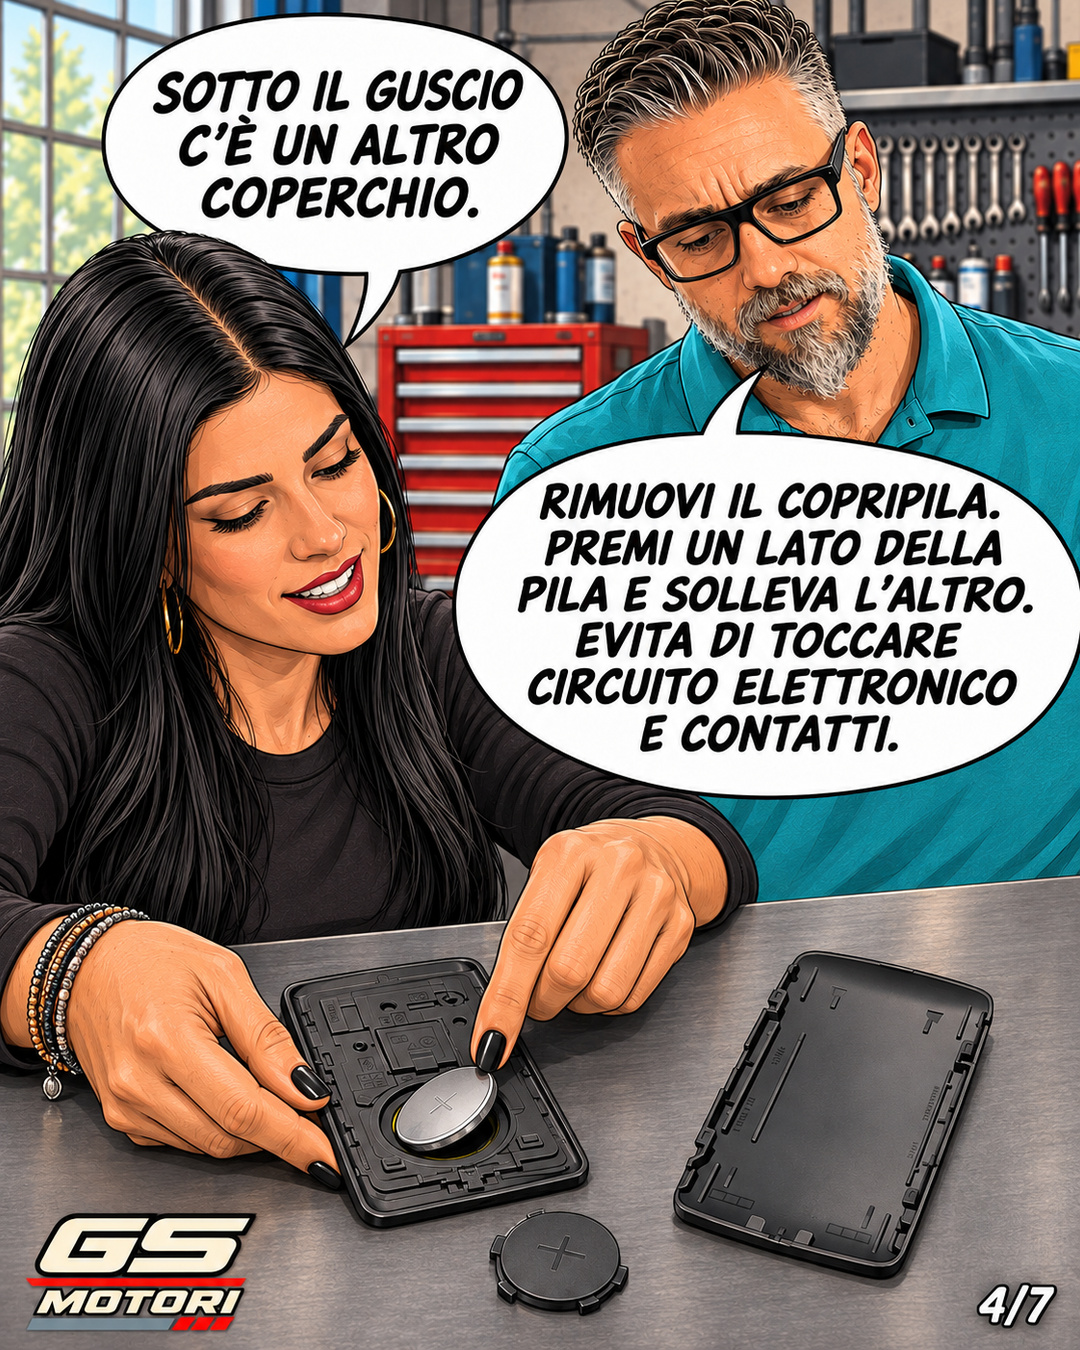 SOTTO IL GUSCIO
C'È UN ALTRO
COPERCHIO.
RIMUOVI IL COPRIPILA.
PREMI UN LATO DELLA
PILA E SOLLEVA L'ALTRO.
EVITA DI TOCCARE
CIRCUITO ELETTRONICO
E CONTATTI.
GS
MOTORI
4/7